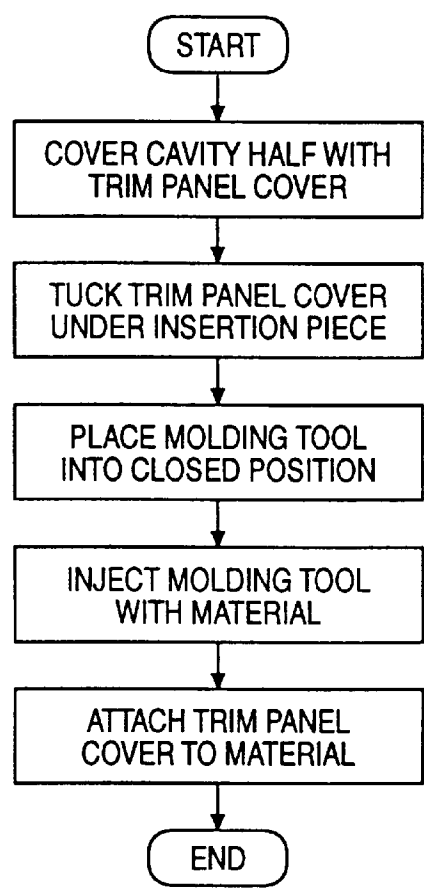 START
COVER CAVITY HALF WITH
TRIM PANEL COVER
TUCK TRIM PANEL COVER
UNDER INSERTION PIECE
PLACE MOLDING TOOL
INTO CLOSED POSITION
INJECT MOLDING TOOL
WITH MATERIAL
ATTACH TRIM PANEL
COVER TO MATERIAL
END